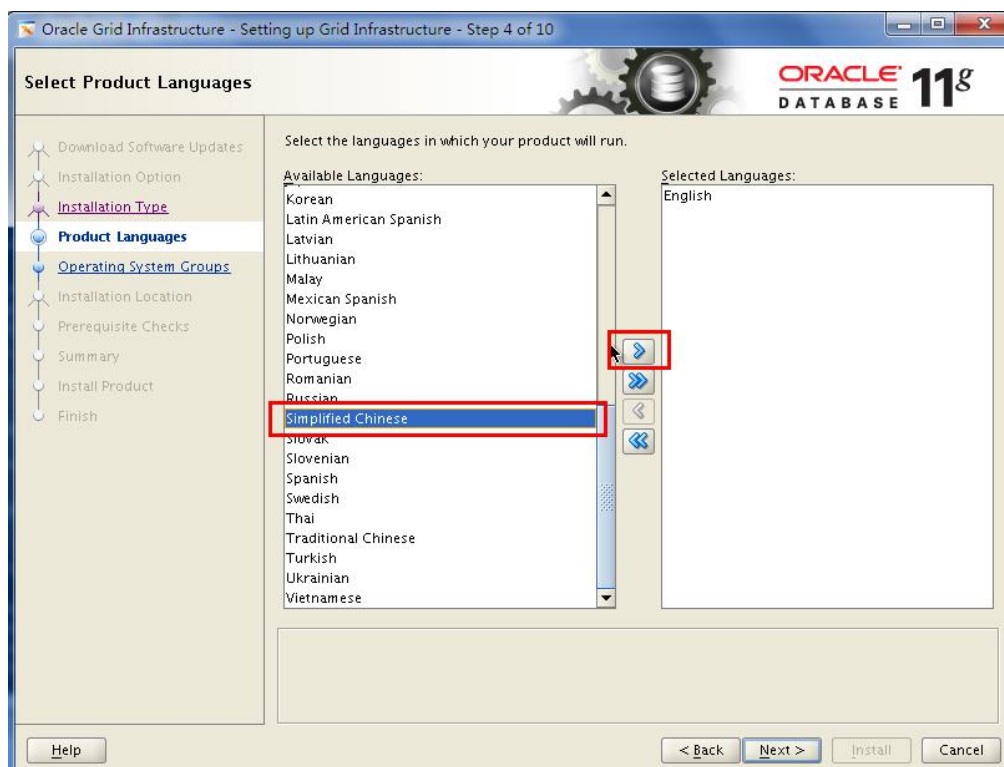 Oracle Grid Infrastructure - Setting up Grid Infrastructure - Step 4 of 10
Select Product Languages
ORACLE 11g
DATABASE
Download Software Updates
Installation Option
Installation Type
Product Languages
Operating System Groups
Installation Location
Prerequisite Checks
Summary
Install Product
Finish
Select the languages in which your product will run.
Available Languages:
Korean
Latin American Spanish
Latvian
Lithuanian
Malay
Mexican Spanish
Norwegian
Polish
Portuguese
Romanian
Russian
Simplified Chinese
Slovak
Slovenian
Spanish
Swedish
Thai
Traditional Chinese
Turkish
Ukrainian
Vietnamese
Selected Languages:
English
Help
< Back
Next >
Install
Cancel